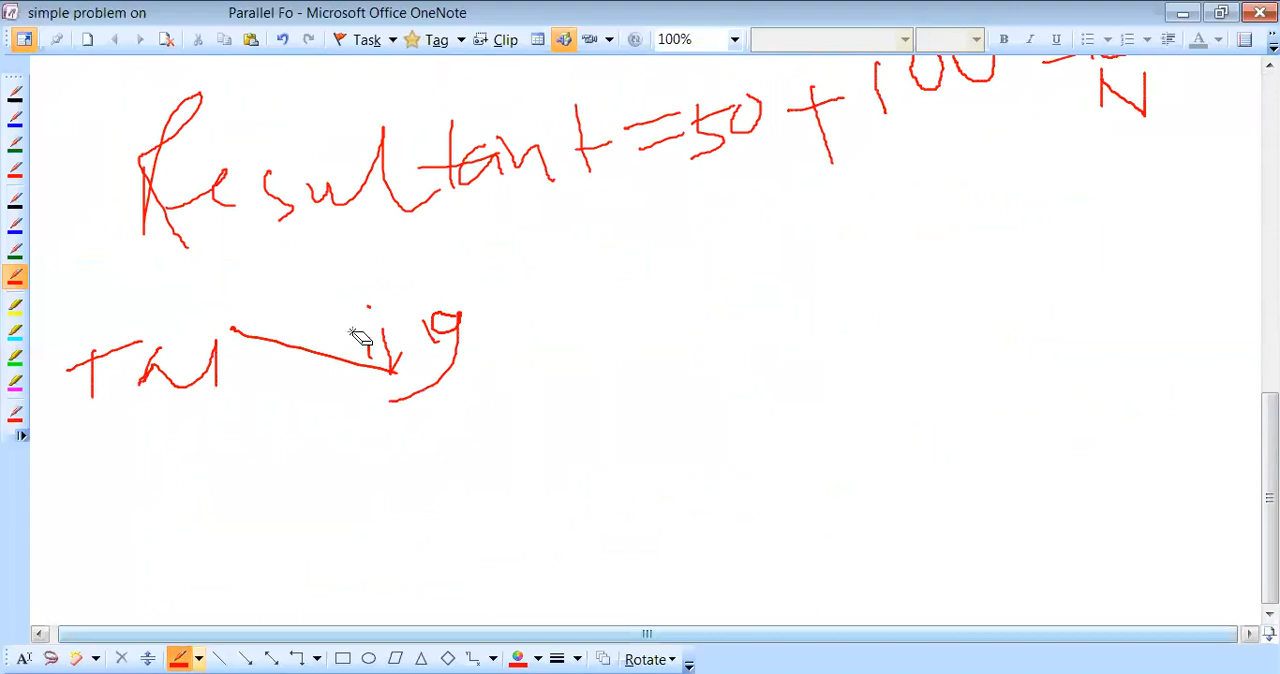 simple problem on Parallel Fo - Microsoft Office OneNote
Task Tag Clip 100% B I U A
Resultant = 50 + 100 =
N
Rotate